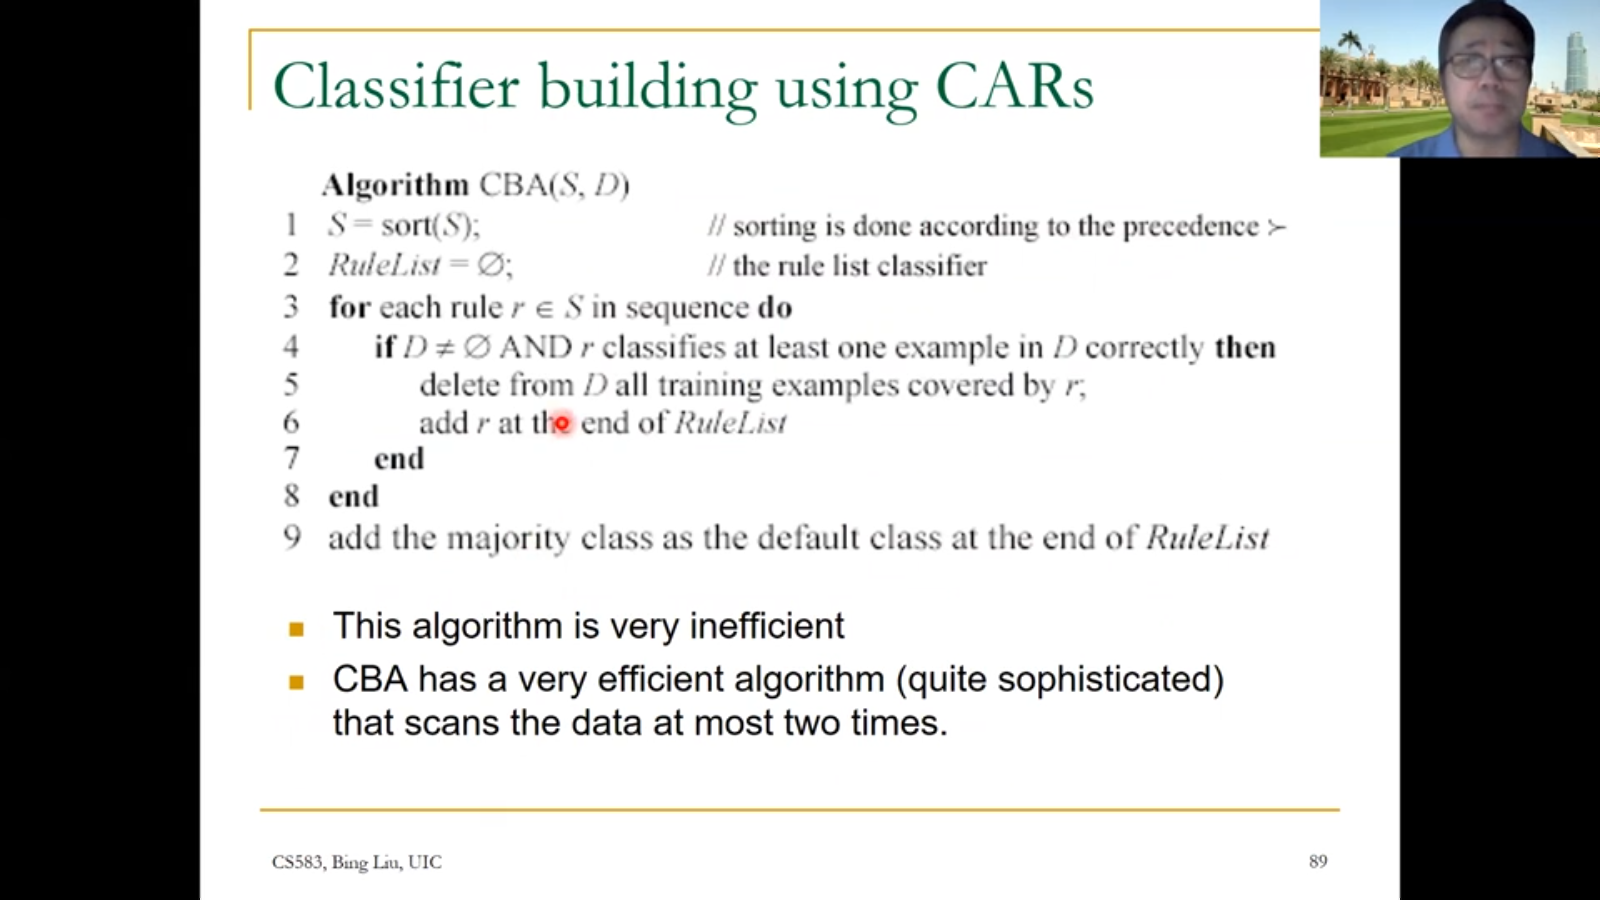 Classifier building using CARs
Algorithm CBA(S, D)
1 S = sort(S); // sorting is done according to the precedence ≻
2 RuleList = ∅; // the rule list classifier
3 for each rule r ∈ S in sequence do
4 if D ≠ ∅ AND r classifies at least one example in D correctly then
5 delete from D all training examples covered by r;
6 add r at the end of RuleList
7 end
8 end
9 add the majority class as the default class at the end of RuleList
This algorithm is very inefficient
CBA has a very efficient algorithm (quite sophisticated)
that scans the data at most two times.
CS583, Bing Liu, UIC 89